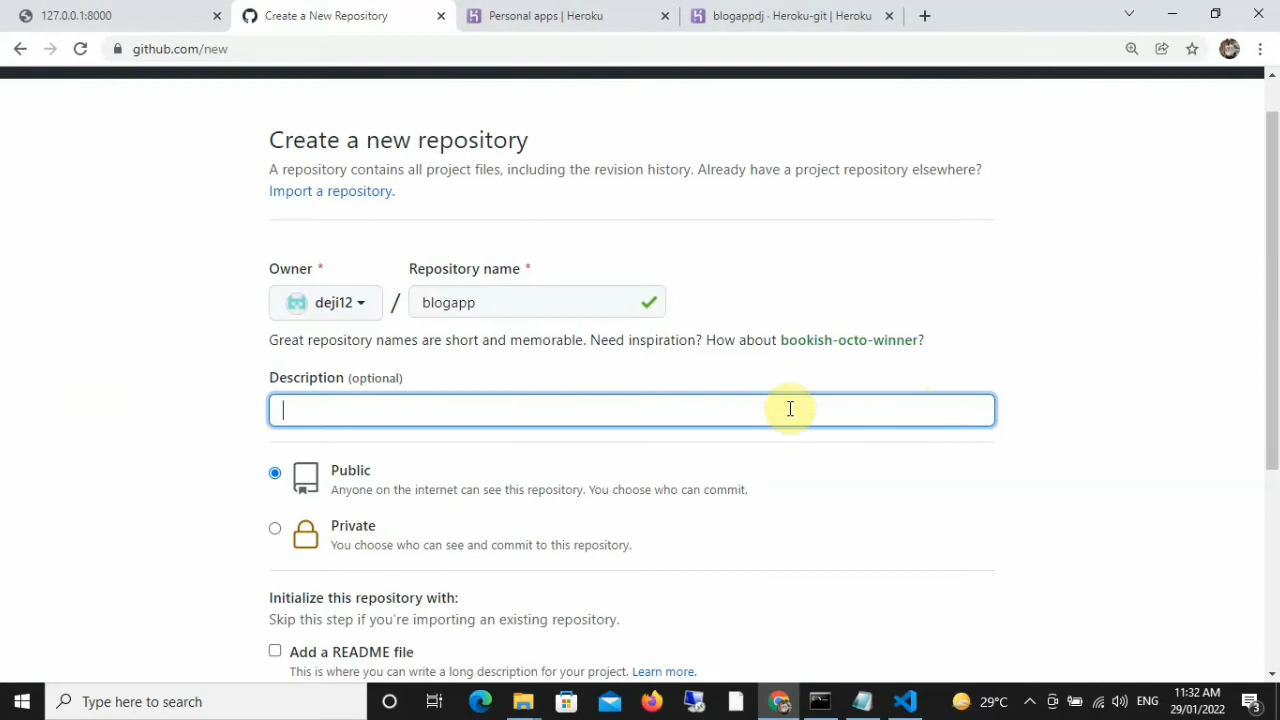 127.0.0.1:8000
Create a New Repository
Personal apps | Heroku
blogappdj · Heroku-git | Heroku
github.com/new
Create a new repository
A repository contains all project files, including the revision history. Already have a project repository elsewhere?
Import a repository.
Owner *
Repository name *
deji12
/
blogapp
Great repository names are short and memorable. Need inspiration? How about bookish-octo-winner?
Description (optional)
Public
Anyone on the internet can see this repository. You choose who can commit.
Private
You choose who can see and commit to this repository.
Initialize this repository with:
Skip this step if you're importing an existing repository.
Add a README file
This is where you can write a long description for your project. Learn more.
Type here to search
29°C
ENG
11:32 AM
29/01/2022
3